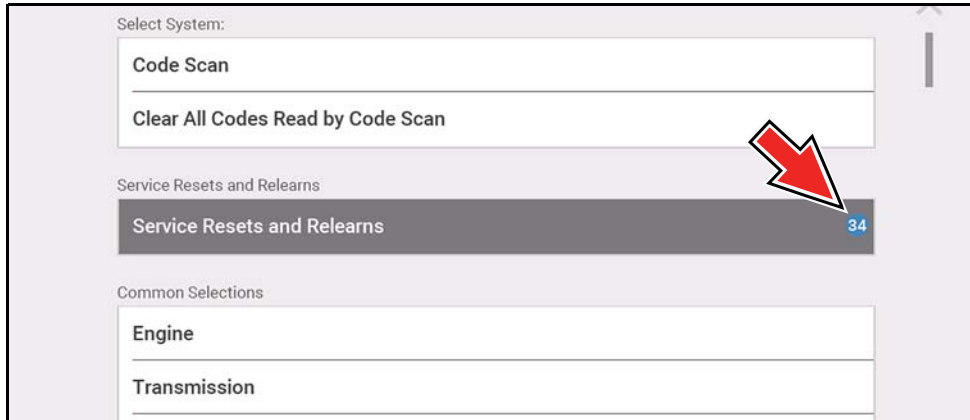 Select System:
Code Scan
Clear All Codes Read by Code Scan
Service Resets and Relearns
Service Resets and Relearns 34
Common Selections
Engine
Transmission